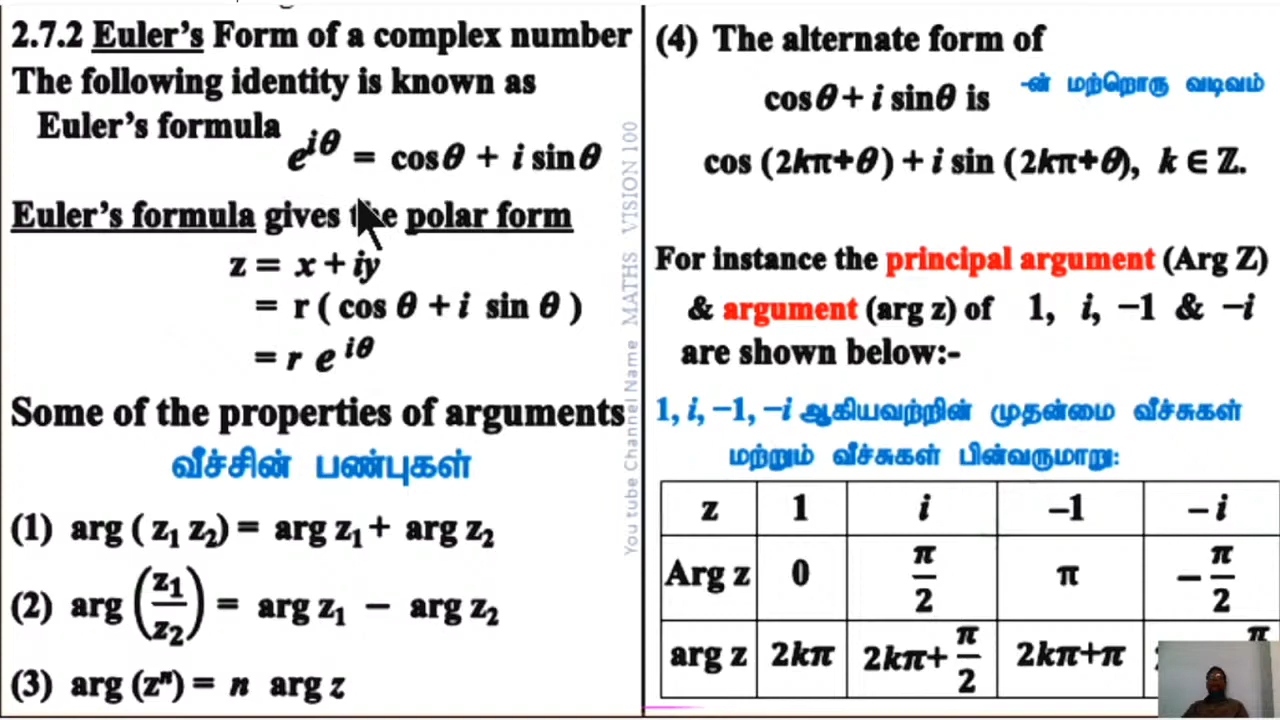 2.7.2 Euler's Form of a complex number
The following identity is known as
Euler's formula
e^{iθ} = cosθ + i sinθ
Euler's formula gives the polar form
z = x + iy
= r ( cos θ + i sin θ )
= r e^{iθ}
Some of the properties of arguments
வீச்சின் பண்புகள்
(1) arg ( z₁ z₂) = arg z₁ + arg z₂
(2) arg (z₁/z₂) = arg z₁ − arg z₂
(3) arg (zⁿ) = n arg z
You tube Channel Name MATHS VISION 100
(4) The alternate form of
cosθ + i sinθ is -ன் மற்றொரு வடிவம்
cos (2kπ+θ) + i sin (2kπ+θ), k ∈ ℤ.
For instance the principal argument (Arg Z)
& argument (arg z) of 1, i, −1 & −i
are shown below:-
1, i, −1, −i ஆகியவற்றின் முதன்மை வீச்சுகள்
மற்றும் வீச்சுகள் பின்வருமாறு:
z 1 i −1 − i
Arg z 0 π/2 π − π/2
arg z 2kπ 2kπ+ π/2 2kπ+π π